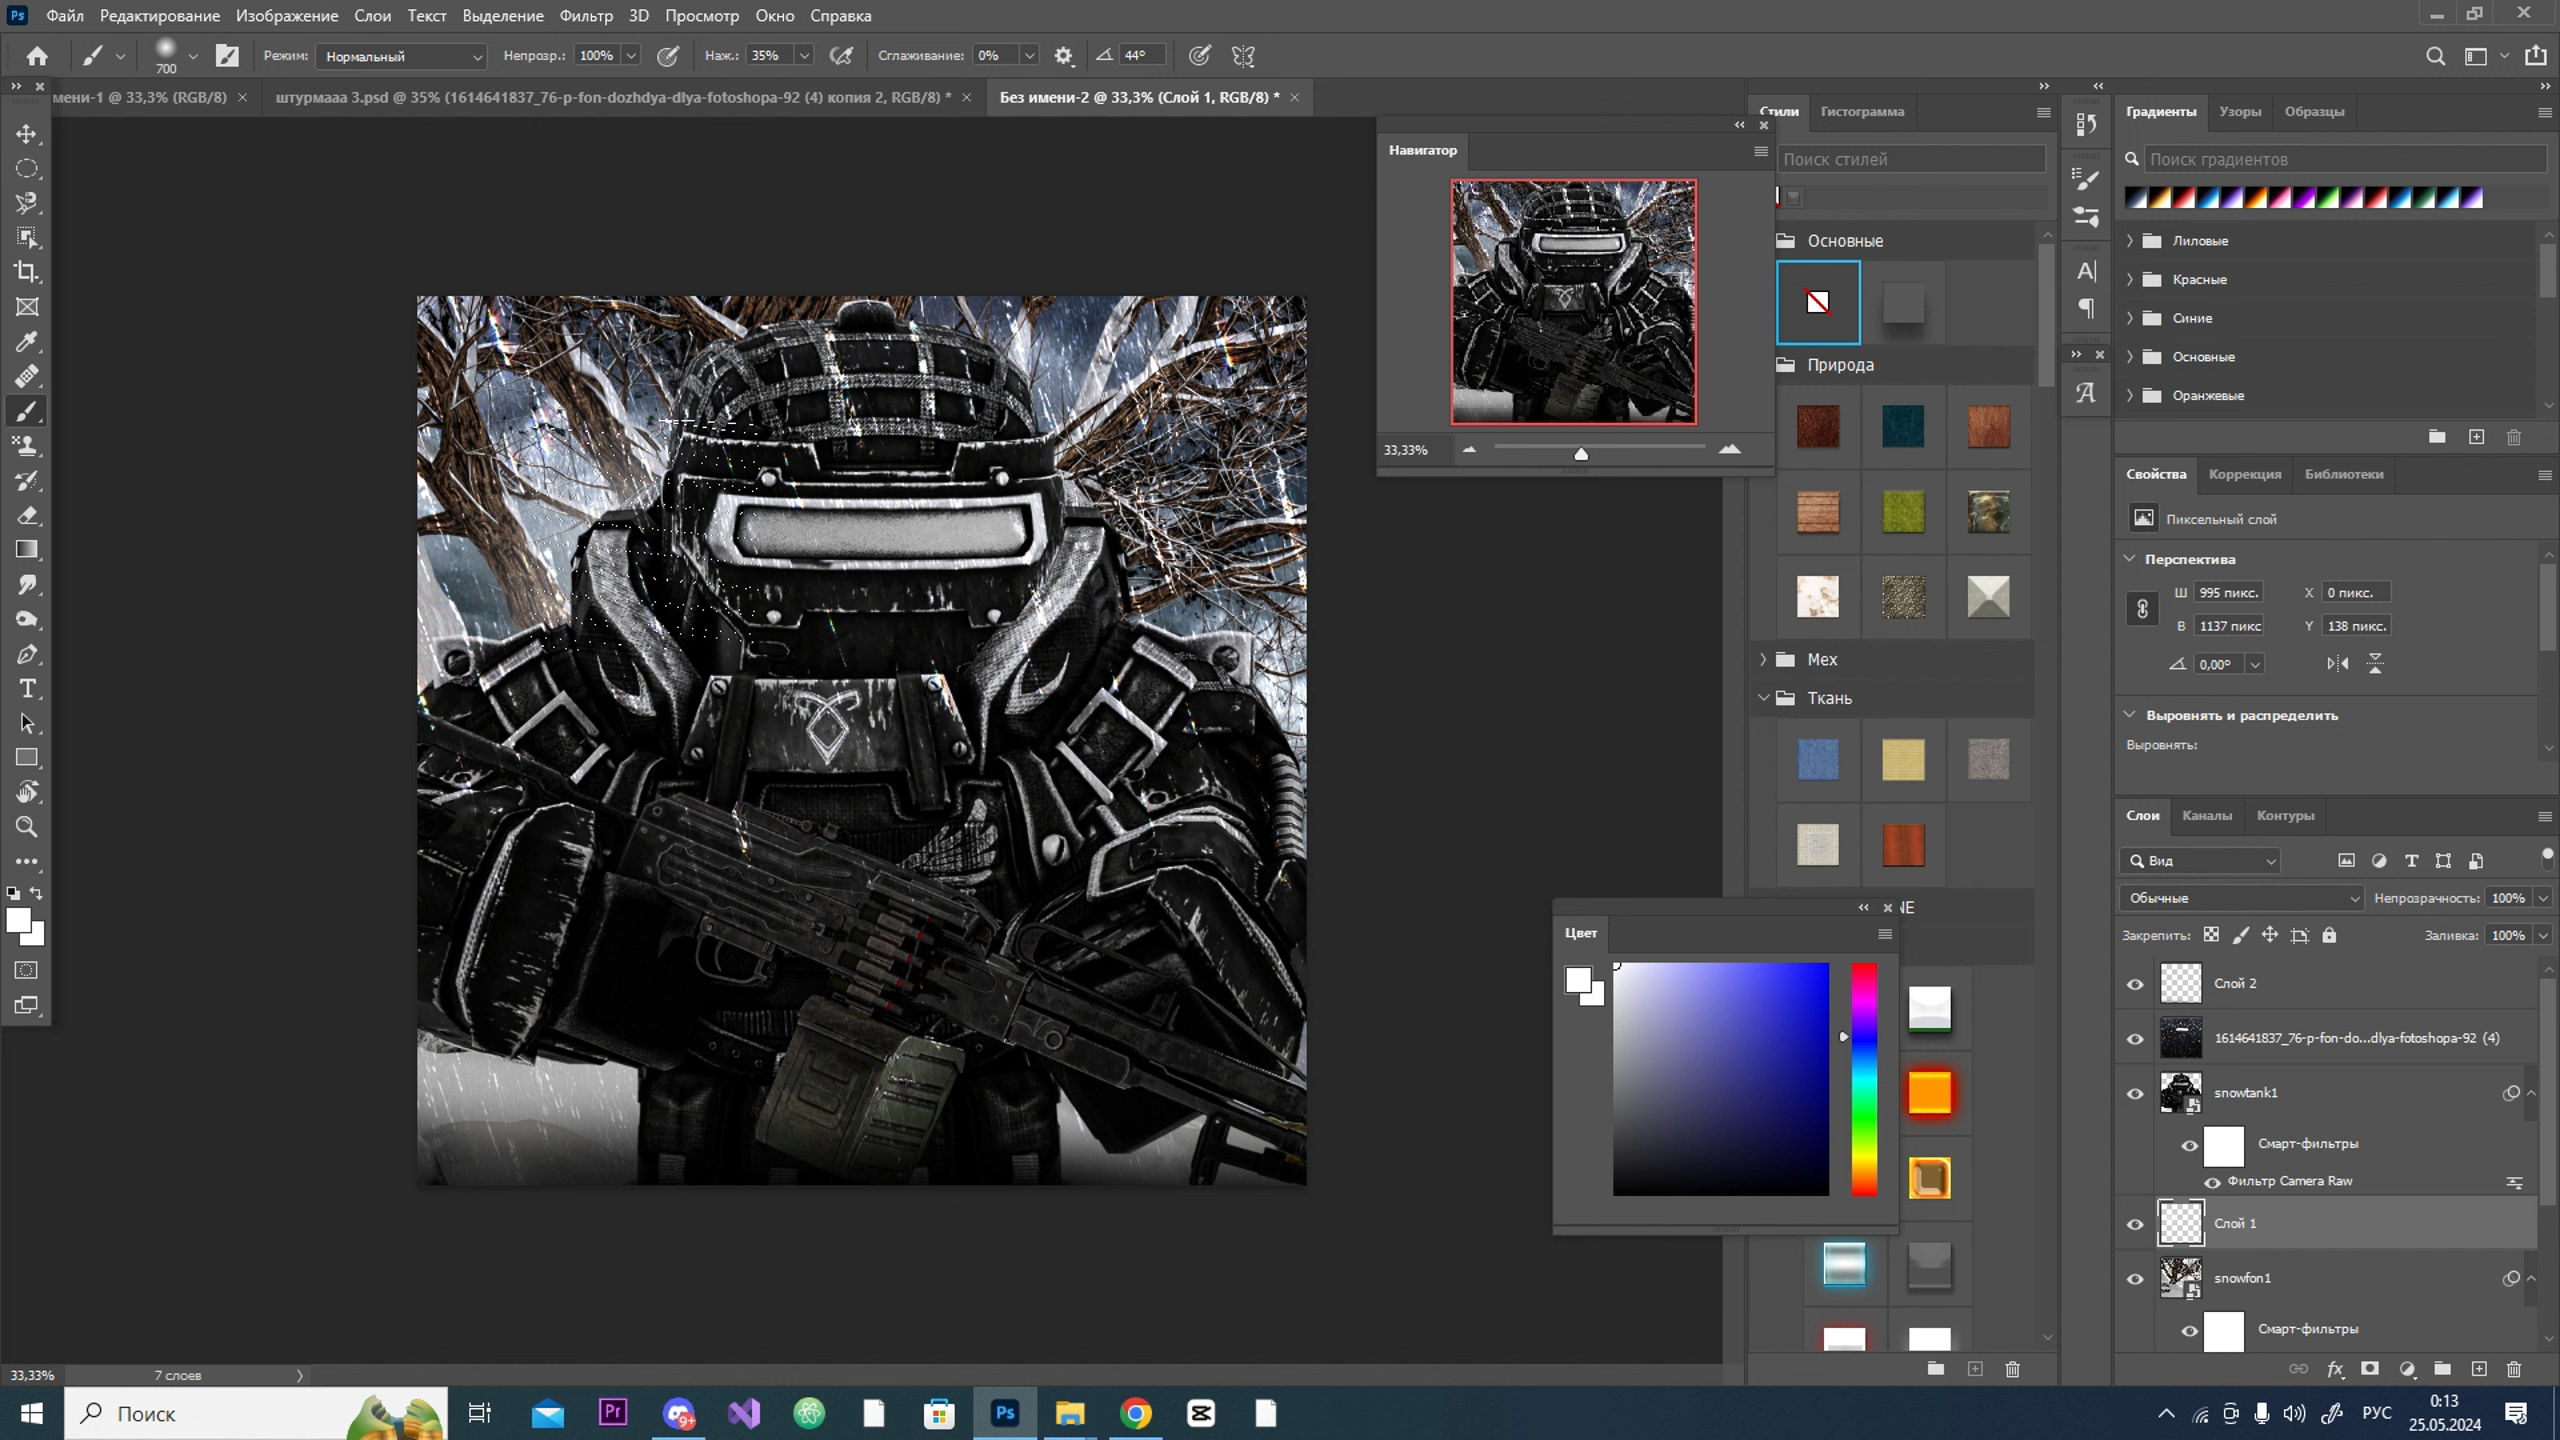 Файл Редактирование Изображение Слои Текст Выделение Фильтр 3D Просмотр Окно Справка
700 Режим: Нормальный Непрозр.: 100% Наж.: 35% Сглаживание: 0% 44°
мени-1 @ 33,3% (RGB/8) штурмааа 3.psd @ 35% (1614641837_76-p-fon-dozhdya-dlya-fotoshopa-92 (4) копия 2, RGB/8) * Без имени-2 @ 33,3% (Слой 1, RGB/8) *
Навигатор
33,33%
Стили Гистограмма
Поиск стилей
Основные
Природа
Мех
Ткань
NE
Цвет
Градиенты Узоры Образцы
Поиск градиентов
Лиловые
Красные
Синие
Основные
Оранжевые
Свойства Коррекция Библиотеки
Пиксельный слой
Перспектива
Ш 995 пикс. X 0 пикс.
В 1137 пикс Y 138 пикс.
0,00°
Выровнять и распределить
Выровнять:
Слои Каналы Контуры
Вид
Обычные Непрозрачность: 100%
Закрепить: Заливка: 100%
Слой 2
1614641837_76-p-fon-do...dlya-fotoshopa-92 (4)
snowtank1
Смарт-фильтры
Фильтр Camera Raw
Слой 1
snowfon1
Смарт-фильтры
fx
33,33% 7 слоев
Поиск
Pr
9+
Ps
РУС
0:13
25.05.2024